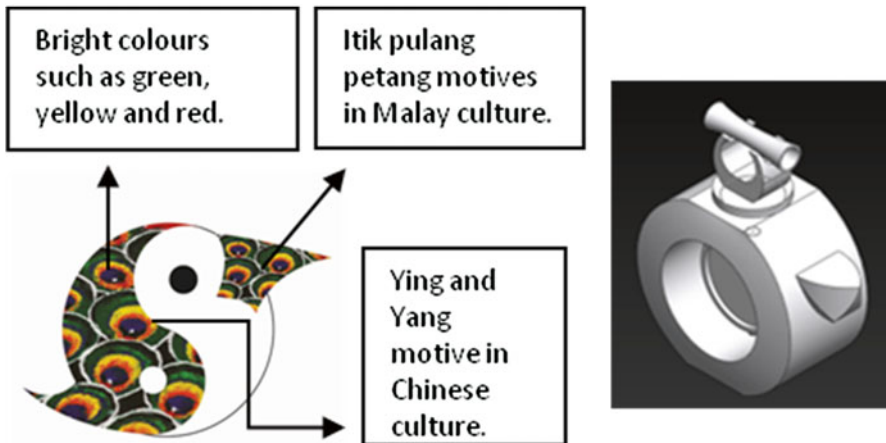 Bright colours
such as green,
yellow and red.
Itik pulang
petang motives
in Malay culture.
Ying and
Yang
motive in
Chinese
culture.